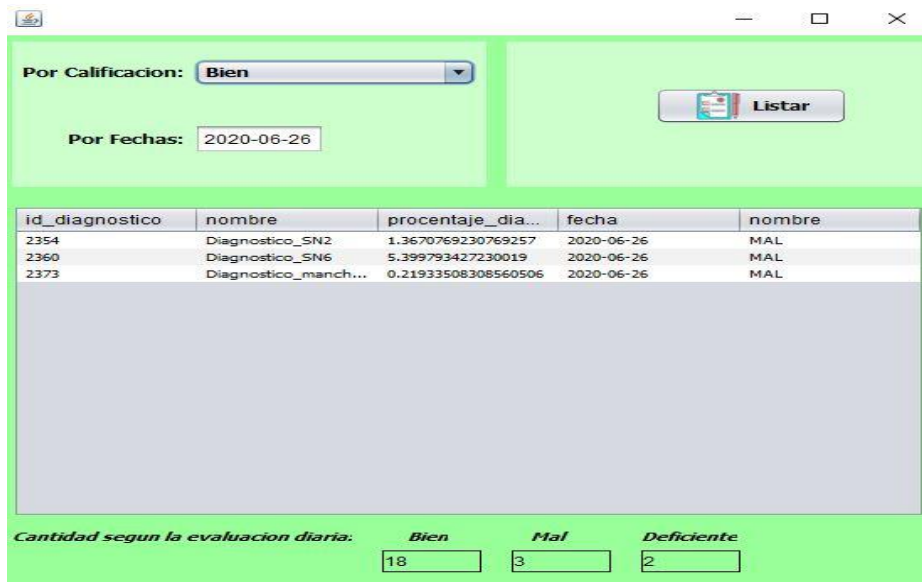 Por Calificacion: Bien
Listar
Por Fechas: 2020-06-26
id_diagnostico nombre procentaje_dia... fecha nombre
2354 Diagnostico_SN2 1.3670769230769257 2020-06-26 MAL
2360 Diagnostico_SN6 5.399793427230019 2020-06-26 MAL
2373 Diagnostico_manch... 0.21933508308560506 2020-06-26 MAL
Cantidad segun la evaluacion diaria: Bien Mal Deficiente
18 3 2